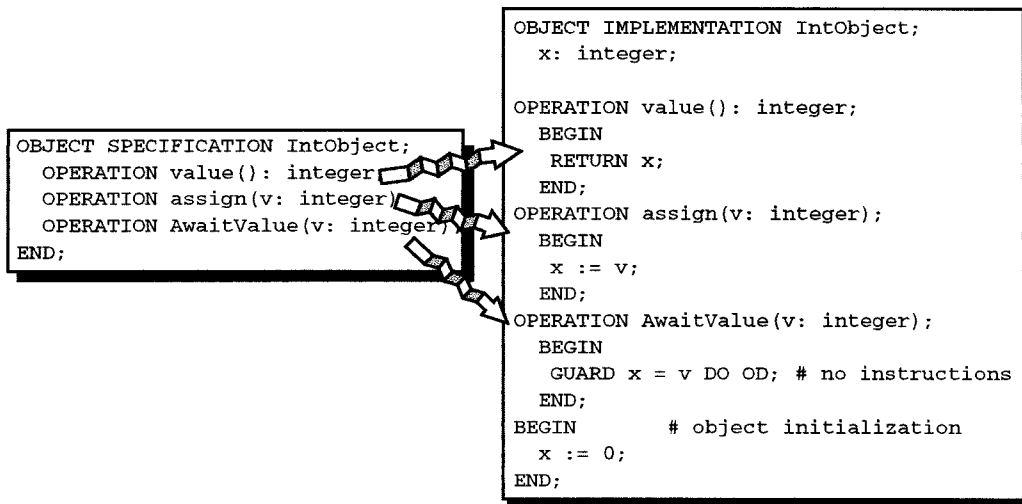 OBJECT SPECIFICATION IntObject;
OPERATION value(): integer
OPERATION assign(v: integer)
OPERATION AwaitValue(v: integer)
END;
OBJECT IMPLEMENTATION IntObject;
x: integer;
OPERATION value(): integer;
BEGIN
RETURN x;
END;
OPERATION assign(v: integer);
BEGIN
x := v;
END;
OPERATION AwaitValue(v: integer);
BEGIN
GUARD x = v DO OD; # no instructions
END;
BEGIN # object initialization
x := 0;
END;